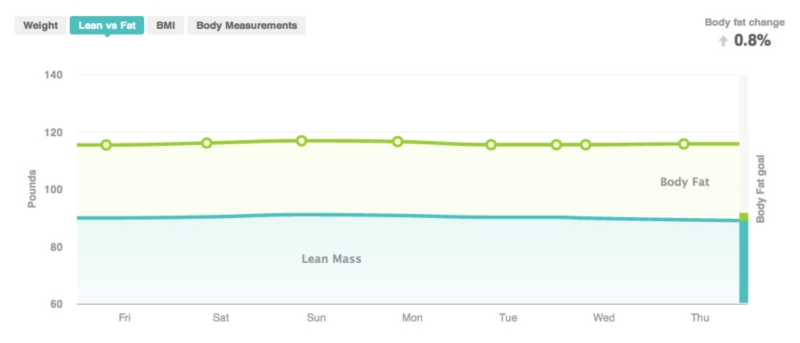 Weight Lean vs Fat BMI Body Measurements
Body fat change
0.8%
140
120
100
80
60
Pounds
Body Fat
Lean Mass
Body Fat goal
Fri Sat Sun Mon Tue Wed Thu